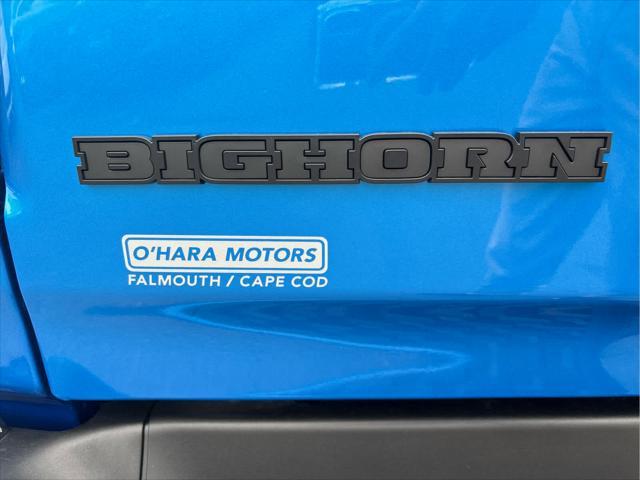 BIGHORN
O'HARA MOTORS
FALMOUTH / CAPE COD